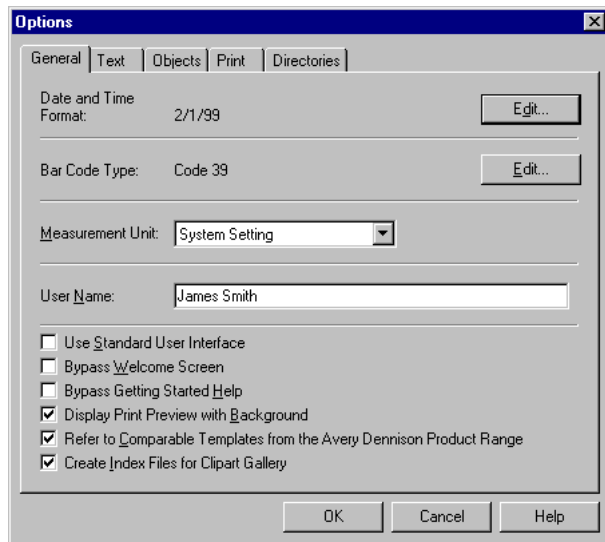 Options
General Text Objects Print Directories
Date and Time
Format: 2/1/99 Edit...
Bar Code Type: Code 39 Edit...
Measurement Unit: System Setting
User Name: James Smith
Use Standard User Interface
Bypass Welcome Screen
Bypass Getting Started Help
Display Print Preview with Background
Refer to Comparable Templates from the Avery Dennison Product Range
Create Index Files for Clipart Gallery
OK Cancel Help